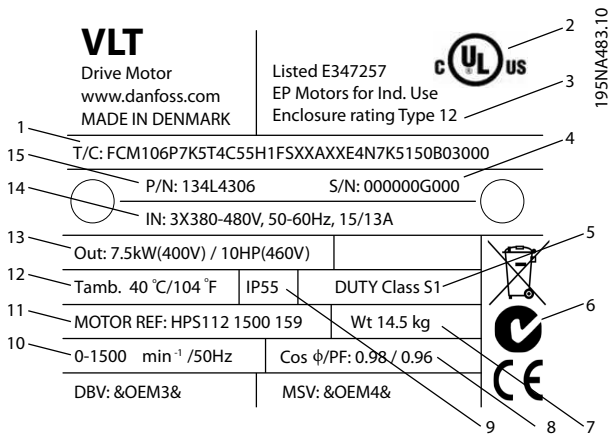 VLT
Drive Motor
www.danfoss.com
MADE IN DENMARK
Listed E347257
EP Motors for Ind. Use
Enclosure rating Type 12
C UL US
195NA483.10
2
3
1
T/C: FCM106P7K5T4C55H1FSXXAXXE4N7K5150B03000
4
15
P/N: 134L4306 S/N: 000000G000
14
IN: 3X380-480V, 50-60Hz, 15/13A
13
Out: 7.5kW(400V) / 10HP(460V)
5
12
Tamb. 40 °C/104 °F IP55 DUTY Class S1
11
MOTOR REF: HPS112 1500 159 Wt 14.5 kg
6
10
0-1500 min⁻¹ /50Hz Cos ϕ/PF: 0.98 / 0.96
CE
DBV: &OEM3& MSV: &OEM4&
9
8
7